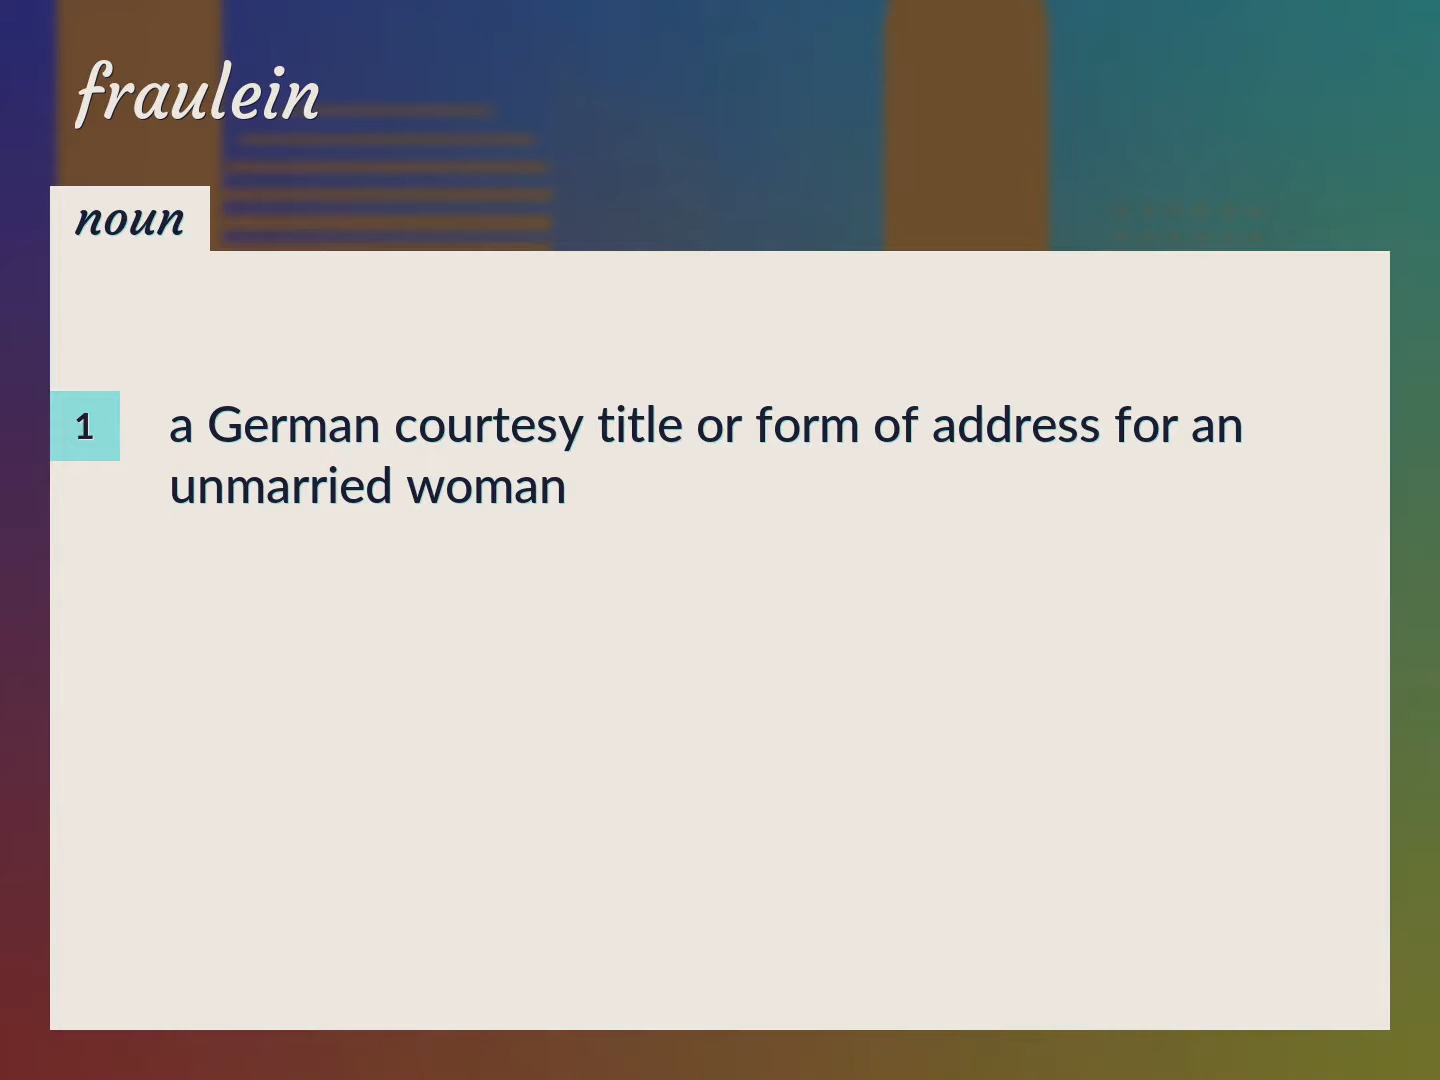 fraulein
noun
1 a German courtesy title or form of address for an
unmarried woman